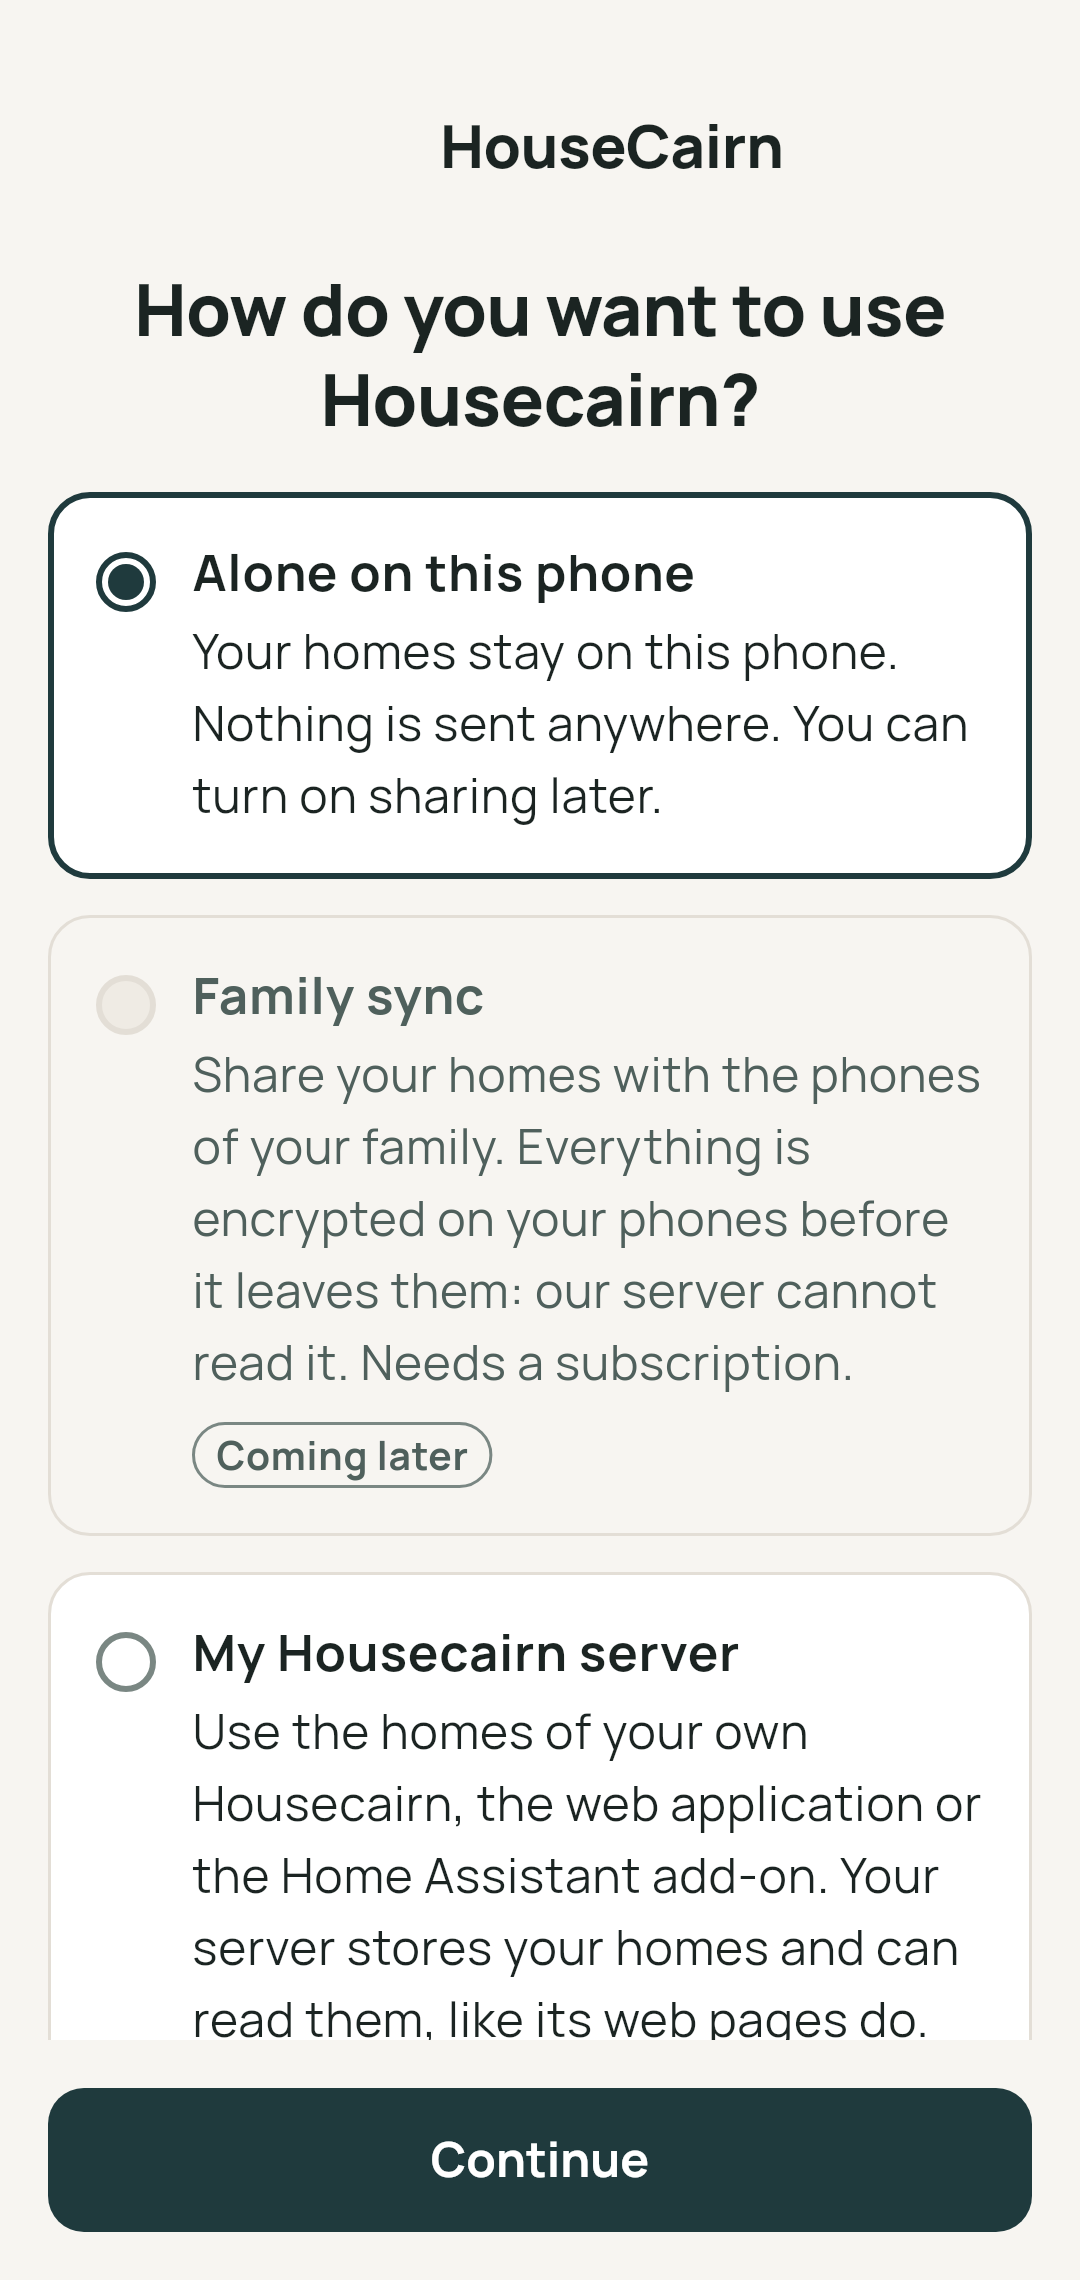 HouseCairn
How do you want to use
Housecairn?
Alone on this phone
Your homes stay on this phone.
Nothing is sent anywhere. You can
turn on sharing later.
Family sync
Share your homes with the phones
of your family. Everything is
encrypted on your phones before
it leaves them: our server cannot
read it. Needs a subscription.
Coming later
My Housecairn server
Use the homes of your own
Housecairn, the web application or
the Home Assistant add-on. Your
server stores your homes and can
read them, like its web pages do.
Continue